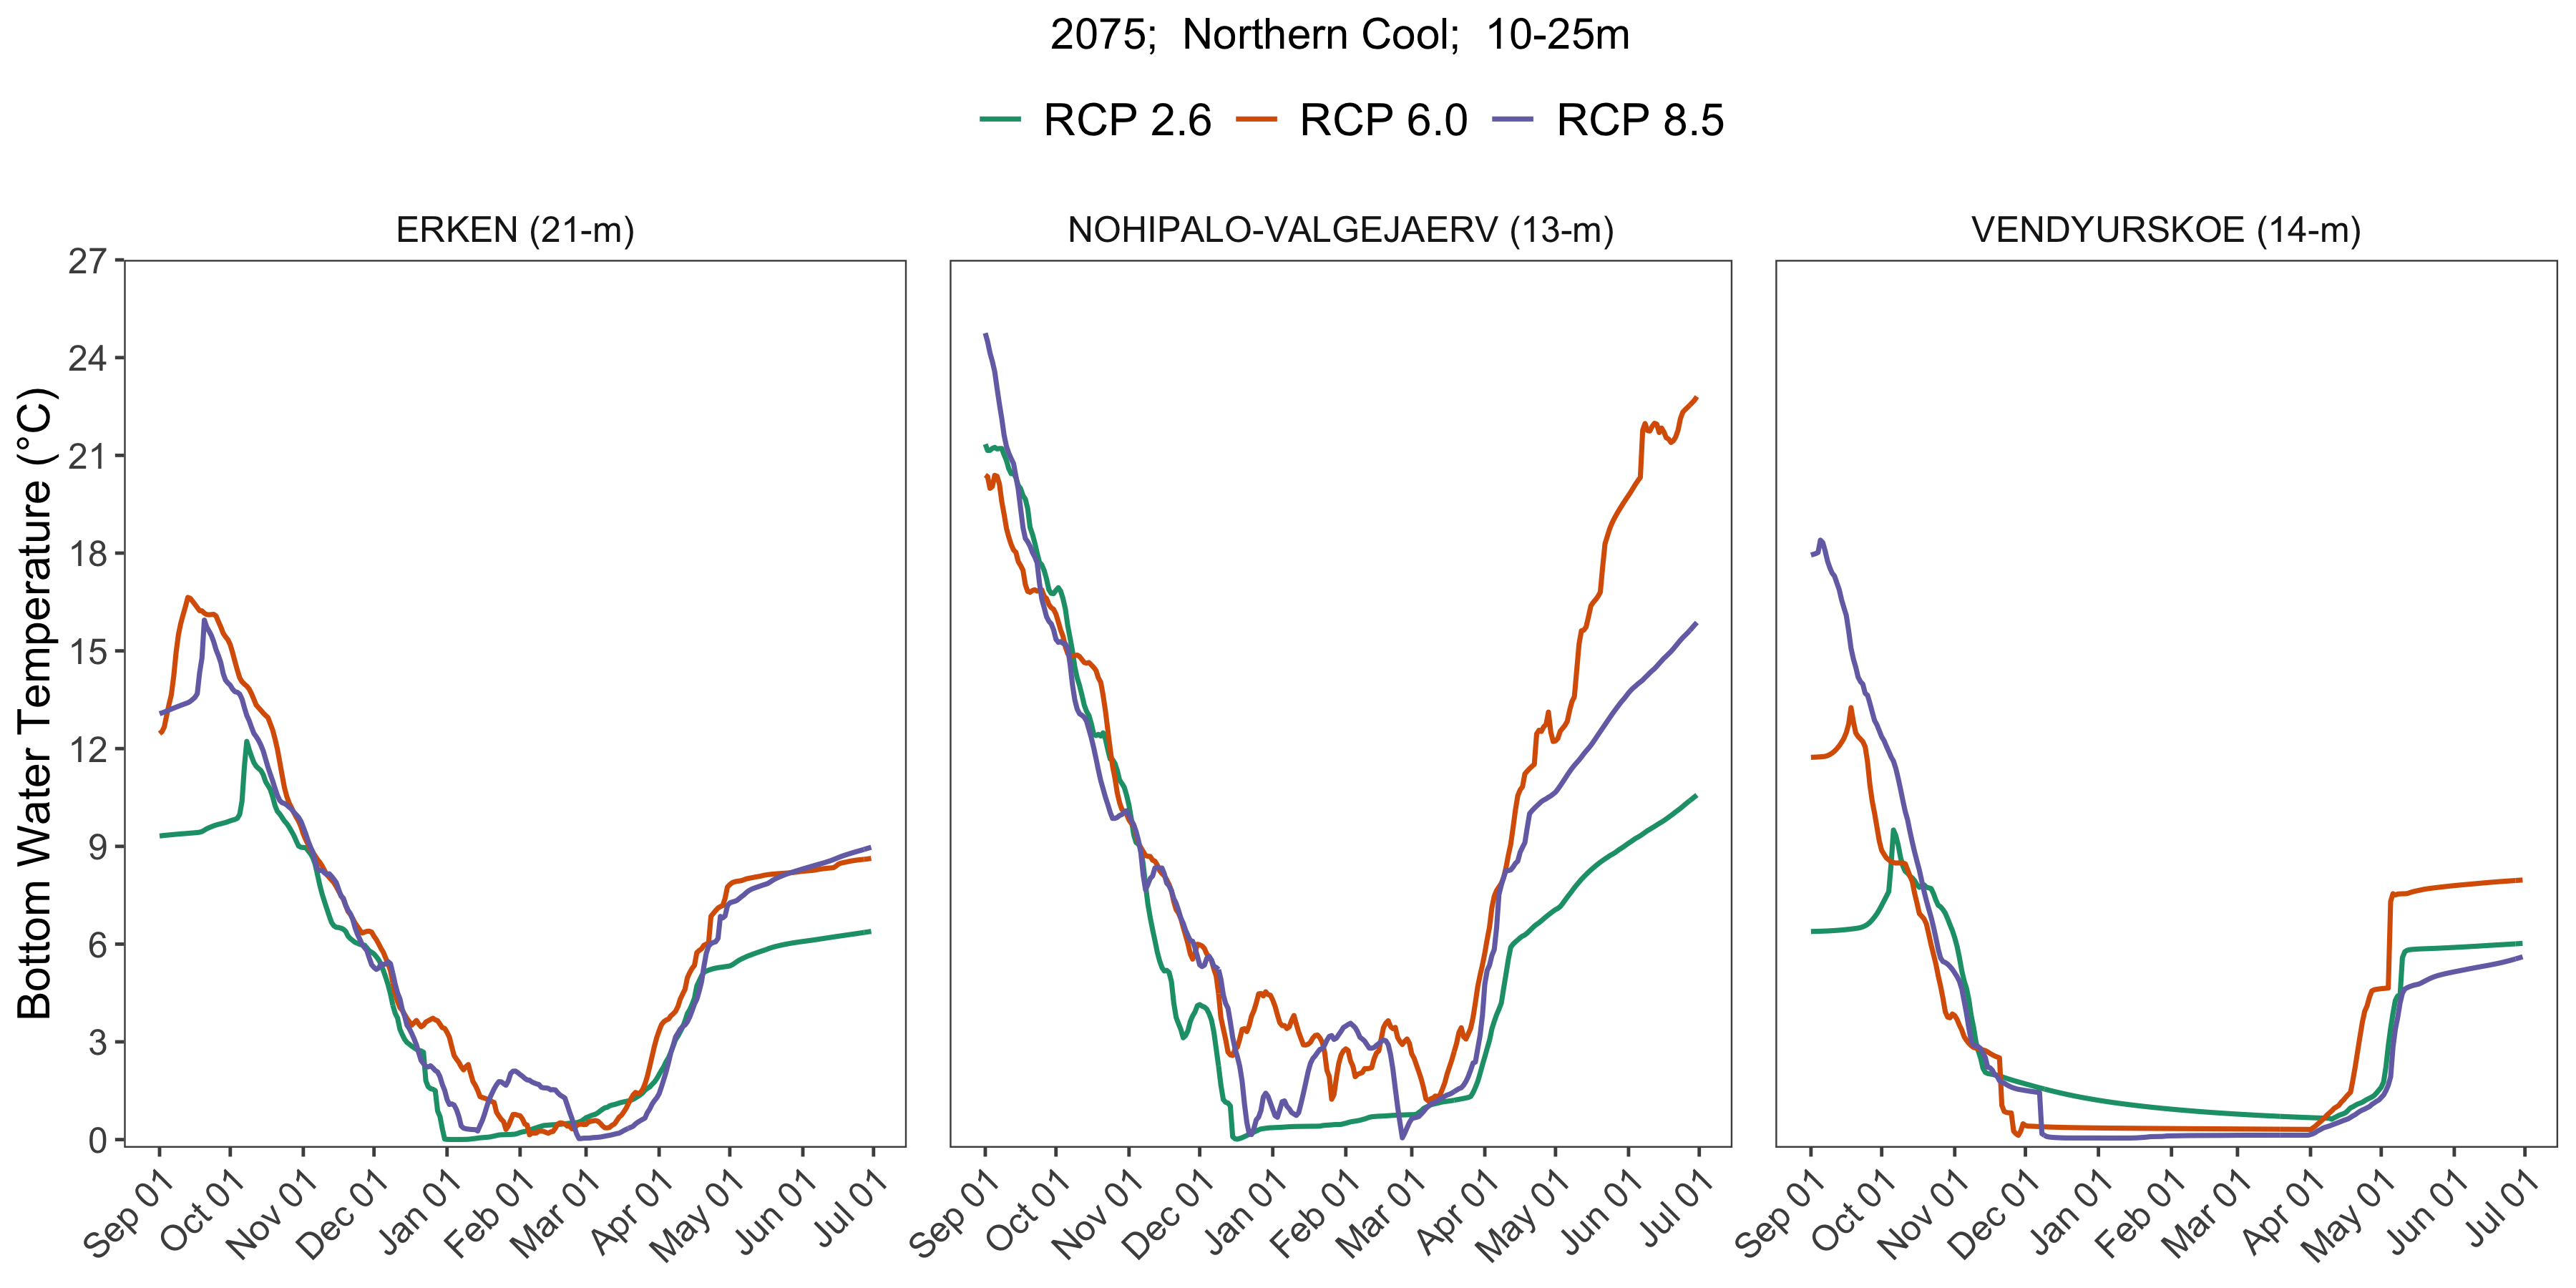 2075;  Northern Cool;  10-25m
RCP 2.6 RCP 6.0 RCP 8.5
ERKEN (21-m) NOHIPALO-VALGEJAERV (13-m) VENDYURSKOE (14-m)
Bottom Water Temperature (°C)
27
24
21
18
15
12
9
6
3
0
Sep 01 Oct 01 Nov 01 Dec 01 Jan 01 Feb 01 Mar 01 Apr 01 May 01 Jun 01 Jul 01
Sep 01 Oct 01 Nov 01 Dec 01 Jan 01 Feb 01 Mar 01 Apr 01 May 01 Jun 01 Jul 01
Sep 01 Oct 01 Nov 01 Dec 01 Jan 01 Feb 01 Mar 01 Apr 01 May 01 Jun 01 Jul 01